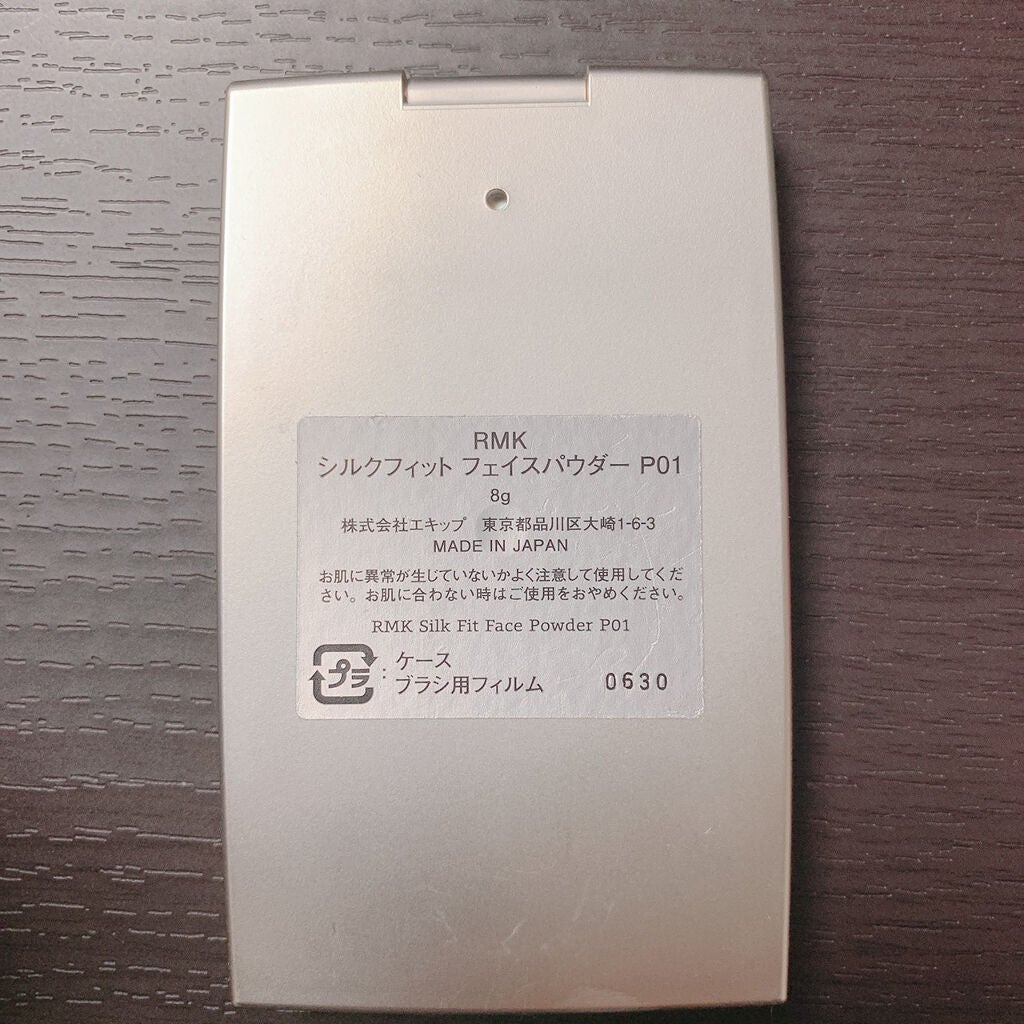 RMK
シルクフィット フェイスパウダー P01
8g
株式会社エキップ 東京都品川区大崎1-6-3
MADE IN JAPAN
お肌に異常が生じていないかよく注意して使用してくだ
さい。お肌に合わない時はご使用をおやめください。
RMK Silk Fit Face Powder P01
プラ : ケース
ブラシ用フィルム 0630